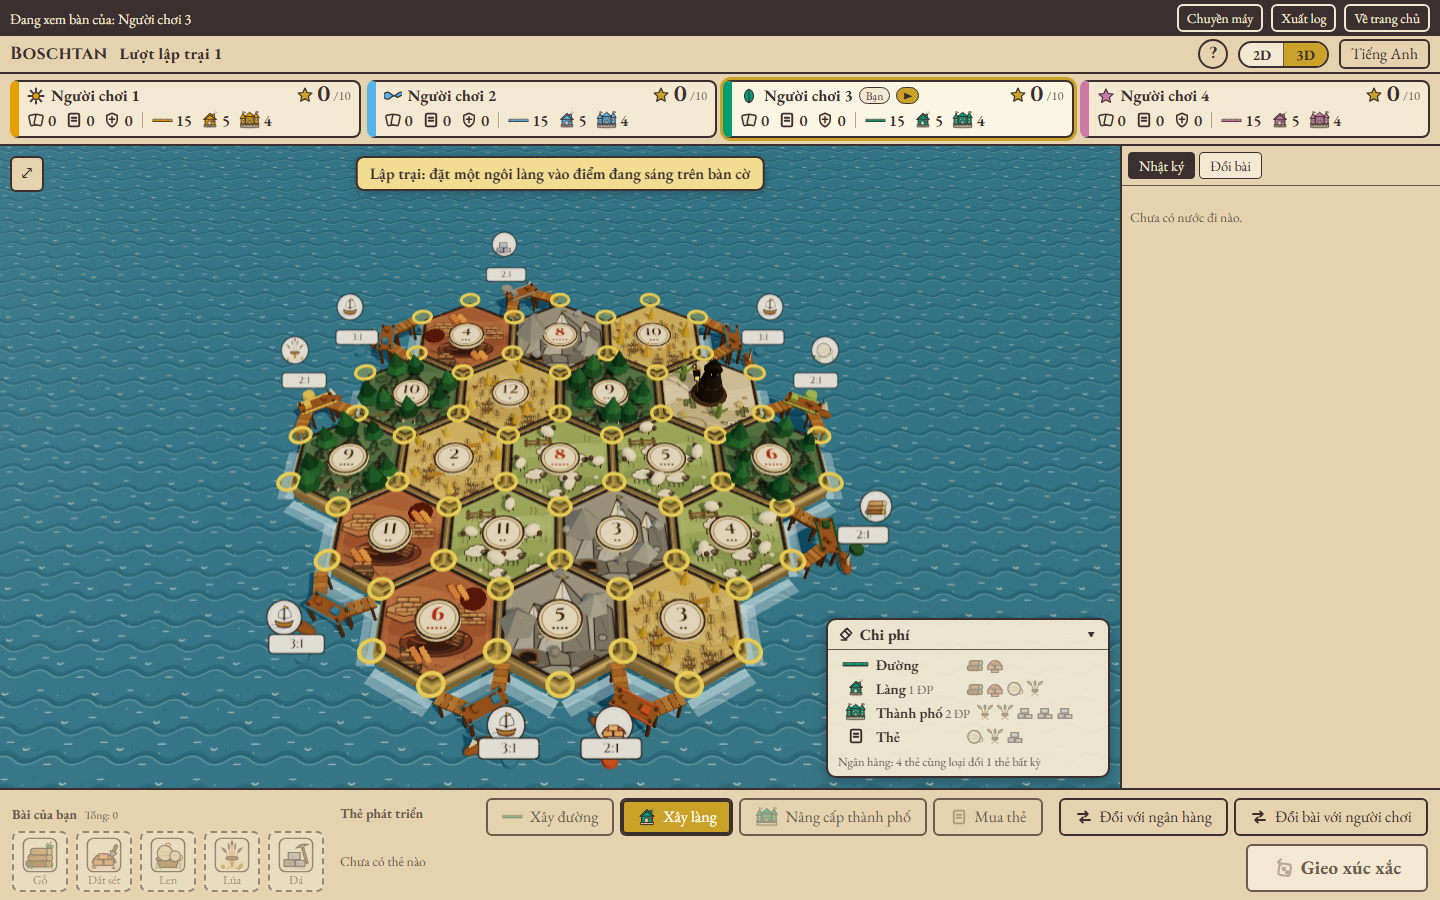 Đang xem bàn của: Người chơi 3
Chuyền máy
Xuất log
Về trang chủ
BOSCHTAN Lượt lập trại 1
?
2D 3D
Tiếng Anh
Người chơi 1 0 /10
0 0 0 15 5 4
Người chơi 2 0 /10
0 0 0 15 5 4
Người chơi 3 Bạn 0 /10
0 0 0 15 5 4
Người chơi 4 0 /10
0 0 0 15 5 4
Lập trại: đặt một ngôi làng vào điểm đang sáng trên bàn cờ
Nhật ký
Đổi bài
Chưa có nước đi nào.
2:1
3:1
3:1
2:1
2:1
4 8 10
10 12 9
9 2 8 5 6
11 11 3 4
2:1
6 5 3
3:1
3:1
2:1
Chi phí
Đường
Làng 1 ĐP
Thành phố 2 ĐP
Thẻ
Ngân hàng: 4 thẻ cùng loại đổi 1 thẻ bất kỳ
Bài của bạn Tổng: 0
Gỗ
Đất sét
Len
Lúa
Đá
Thẻ phát triển
Chưa có thẻ nào
Xây đường
Xây làng
Nâng cấp thành phố
Mua thẻ
Đổi với ngân hàng
Đổi bài với người chơi
Gieo xúc xắc